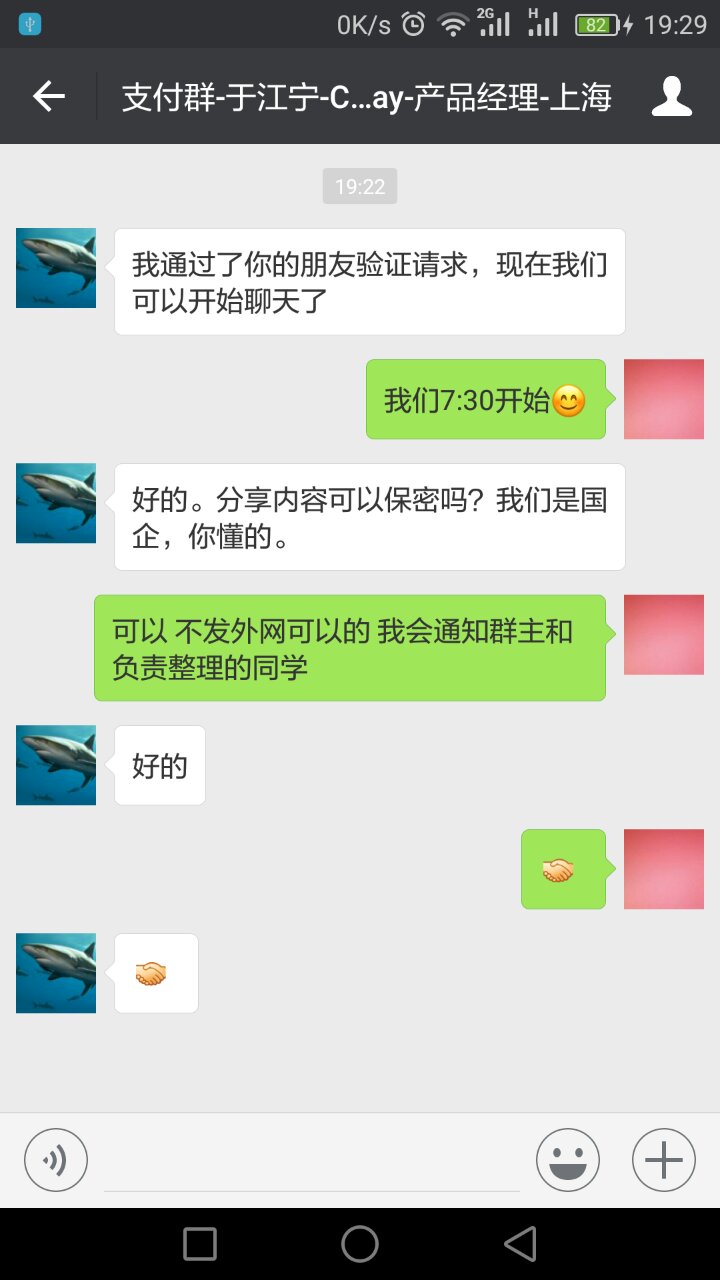 0K/s 2G H 82 19:29
支付群-于江宁-C...ay-产品经理-上海
19:22
我通过了你的朋友验证请求，现在我们
可以开始聊天了
我们7:30开始😊
好的。分享内容可以保密吗？我们是国
企，你懂的。
可以 不发外网可以的 我会通知群主和
负责整理的同学
好的